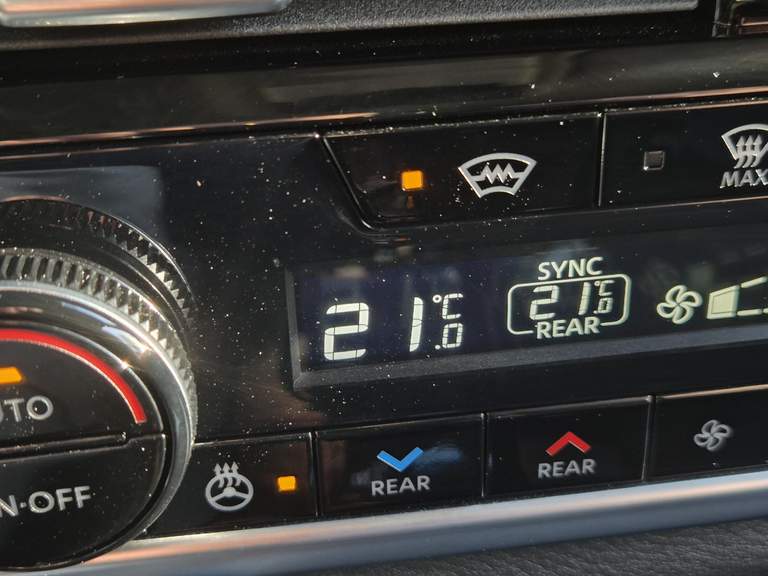 MAX
SYNC
21.0°C
21.0°C
REAR
UTO
N·OFF
REAR
REAR